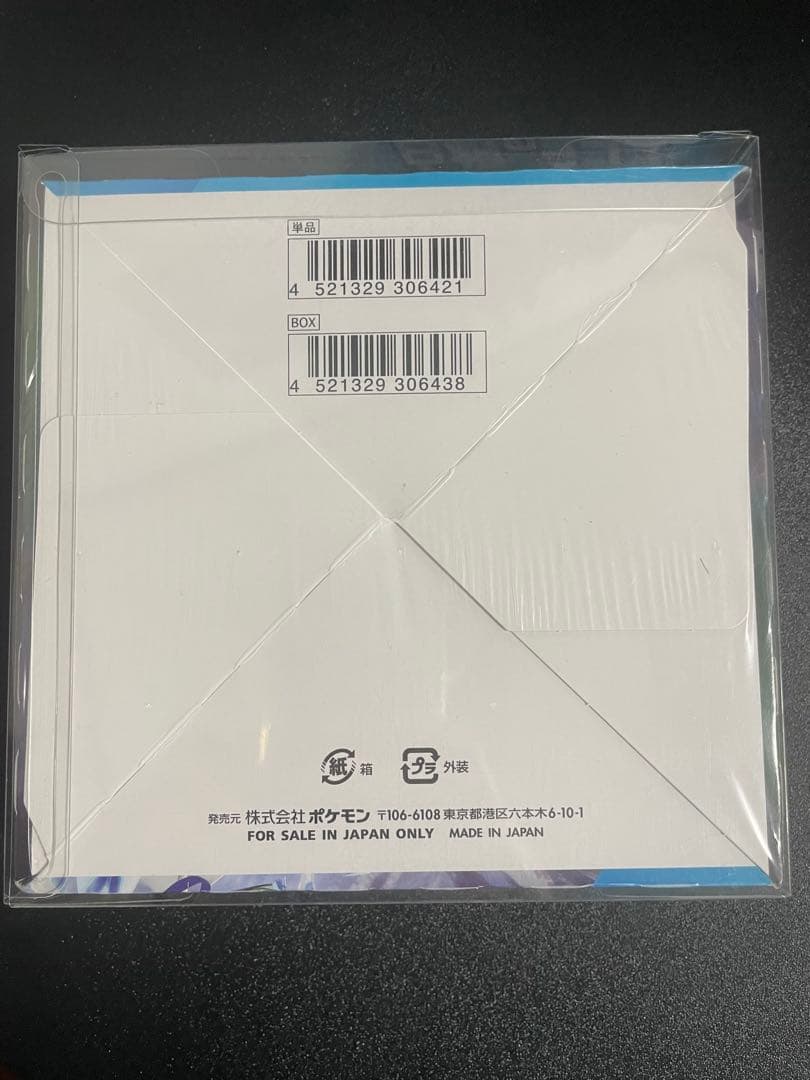 単品
4 521329 306421
BOX
4 521329 306438
紙 箱 プラ 外装
発売元 株式会社 ポケモン 〒106-6108 東京都港区六本木6-10-1
FOR SALE IN JAPAN ONLY MADE IN JAPAN